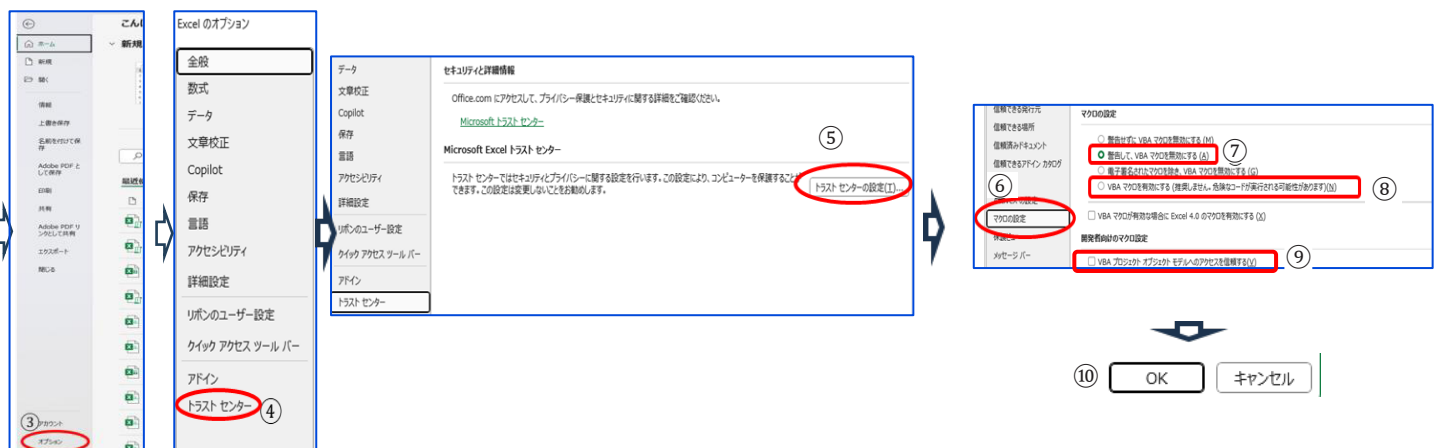 こんに
ホーム
新規
新規
開く
情報
上書き保存
名前を付けて保
存
Adobe PDF と
して保存
印刷
共有
Adobe PDF リ
ンクとして共有
エクスポート
閉じる
③
アカウント
オプション
Excel のオプション
全般
数式
データ
文章校正
Copilot
保存
言語
アクセシビリティ
詳細設定
リボンのユーザー設定
クイック アクセス ツール バー
アドイン
トラスト センター
④
データ
文章校正
Copilot
保存
言語
アクセシビリティ
詳細設定
リボンのユーザー設定
クイック アクセス ツール バー
アドイン
トラスト センター
セキュリティと詳細情報
Office.com にアクセスして、プライバシー保護とセキュリティに関する詳細をご確認ください。
Microsoft トラスト センター
Microsoft Excel トラスト センター
⑤
トラスト センターではセキュリティとプライバシーに関する設定を行います。この設定により、コンピューターを保護することが
できます。この設定は変更しないことをお勧めします。
トラスト センターの設定(T)...
信頼できる発行元
信頼できる場所
信頼済みドキュメント
信頼できるアドイン カタログ
⑥
マクロの設定
メッセージ バー
マクロの設定
警告せずに VBA マクロを無効にする (M)
警告して、VBA マクロを無効にする (A)
⑦
電子署名されたマクロを除き、VBA マクロを無効にする (G)
VBA マクロを有効にする (推奨しません。危険なコードが実行される可能性があります)(N)
⑧
VBA マクロが有効な場合に Excel 4.0 のマクロを有効にする (X)
開発者向けのマクロ設定
VBA プロジェクト オブジェクト モデルへのアクセスを信頼する(V)
⑨
⑩
OK
キャンセル